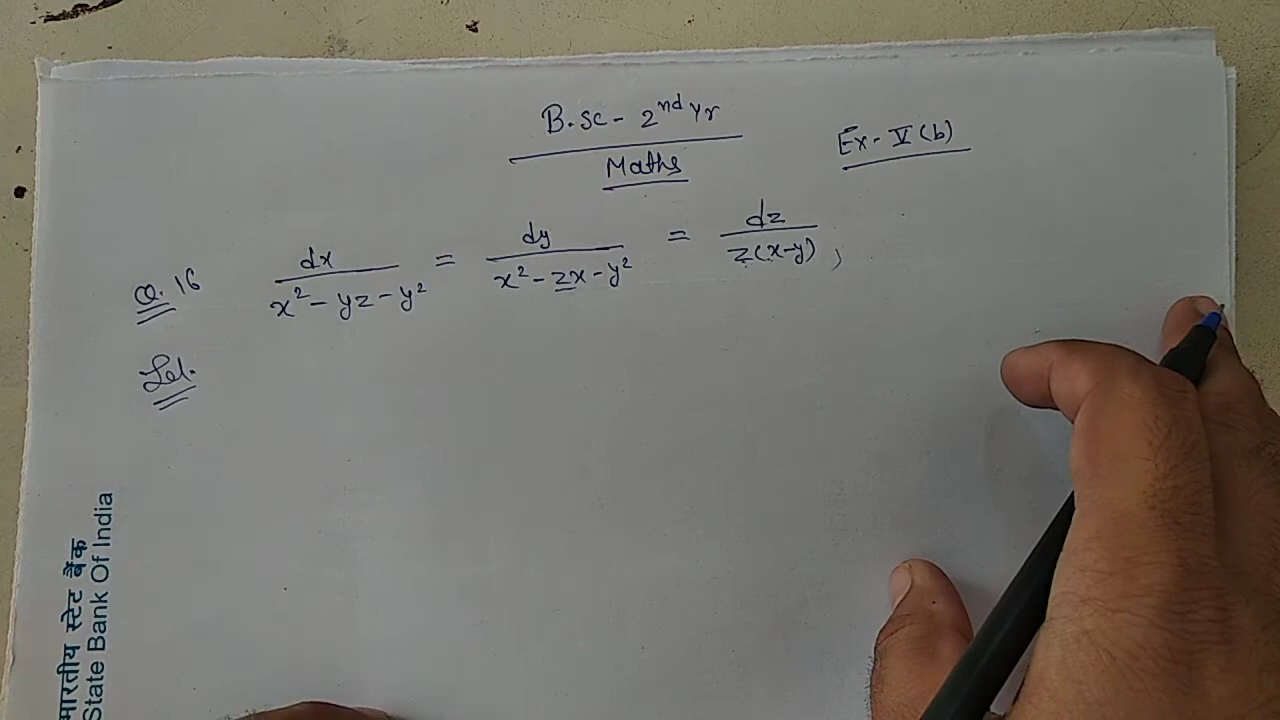 B.Sc - 2nd yr
Maths
Ex - V (b)
Q. 16 dx/(x² - yz - y²) = dy/(x² - zx - y²) = dz/(z(x-y)),
Sol.
भारतीय स्टेट बैंक
State Bank Of India